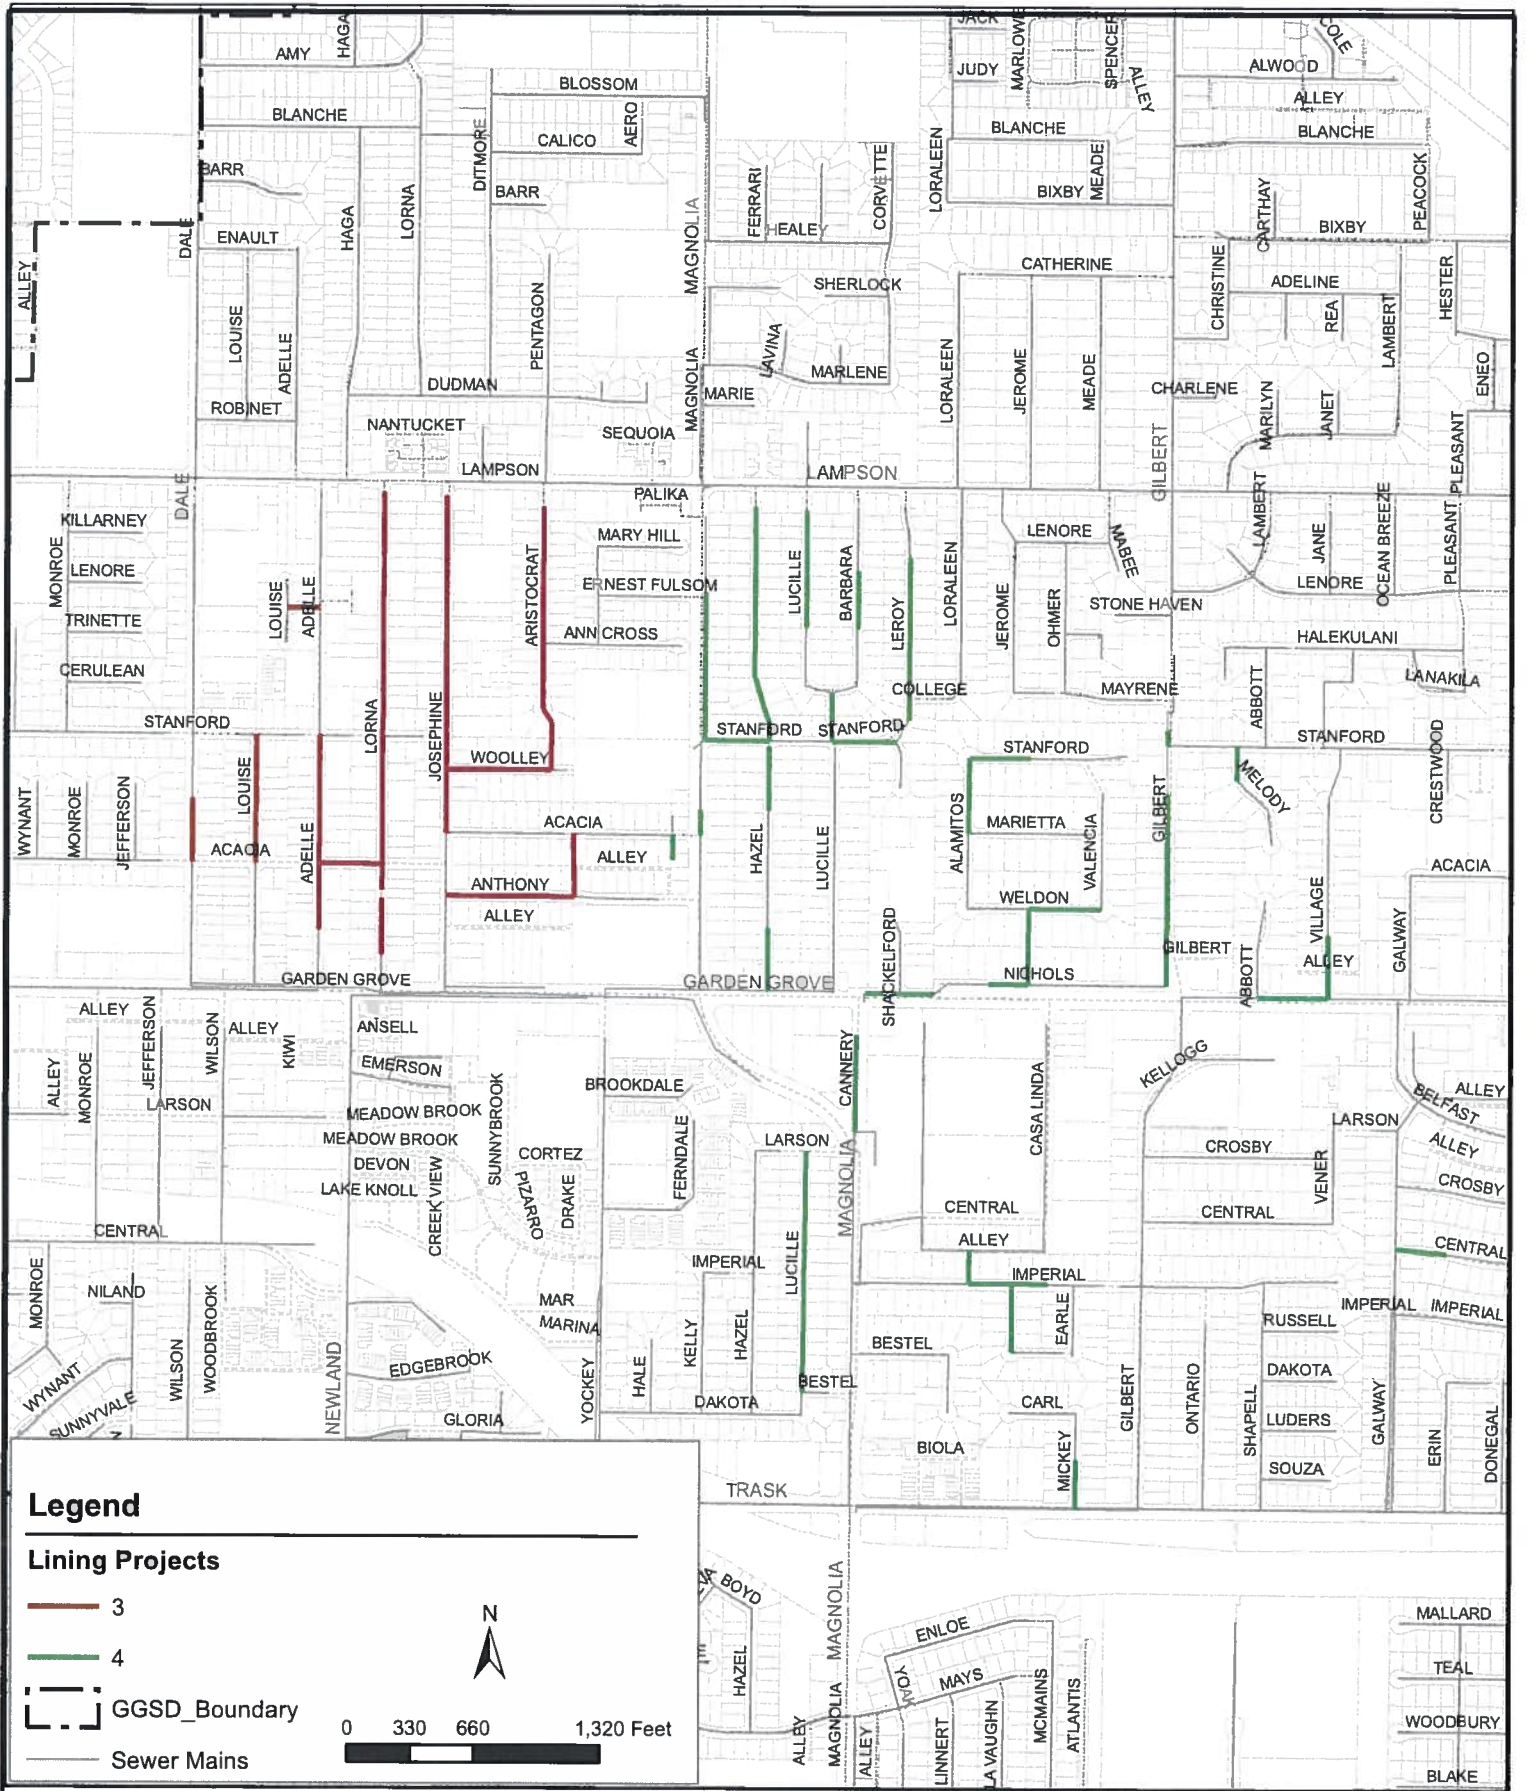 JACK
COLE
HAGA
MARLOWE
SPENCER
AMY
JUDY
ALWOOD
ALLEY
BLOSSOM
ALLEY
BLANCHE
AERO
BLANCHE
BLANCHE
CALICO
DITMORE
LORALEEN
MEADE
PEACOCK
BARR
BARR
FERRARI
CORVETTE
BIXBY
CARTHAY
BIXBY
HAGA
LORNA
MAGNOLIA
HEALEY
DALE
ENAULT
CATHERINE
CHRISTINE
ADELINE
HESTER
ALLEY
SHERLOCK
LOUISE
ADELLE
PENTAGON
MAGNOLIA
LAVINA
MARLENE
LORALEEN
JEROME
MEADE
REA
LAMBERT
ENEO
DUDMAN
MARIE
CHARLENE
MARILYN
JANET
ROBINET
NANTUCKET
SEQUOIA
GILBERT
PLEASANT
LAMPSON
LAMPSON
DALE
PALIKA
LAMBERT
KILLARNEY
MARY HILL
LENORE
MABEE
JANE
OCEAN BREEZE
PLEASANT
MONROE
LENORE
ARISTOCRAT
ERNEST FULSOM
LUCILLE
BARBARA
LEROY
LORALEEN
LENORE
LOUISE
ADELLE
JEROME
OHMER
STONE HAVEN
TRINETTE
ANN CROSS
HALEKULANI
CERULEAN
COLLEGE
MAYRENE
ABBOTT
LANAKILA
STANFORD
LORNA
JOSEPHINE
STANFORD
STANFORD
STANFORD
STANFORD
WOOLLEY
MELODY
CRESTWOOD
WYNANT
MONROE
JEFFERSON
LOUISE
ACACIA
ADELLE
ACACIA
ALLEY
HAZEL
LUCILLE
ALAMITOS
MARIETTA
VALENCIA
GILBERT
ACACIA
ANTHONY
WELDON
ALLEY
SHACKELFORD
GILBERT
ABBOTT
VILLAGE
ALLEY
GALWAY
GARDEN GROVE
GARDEN GROVE
NICHOLS
ALLEY
JEFFERSON
WILSON
ALLEY
KIWI
ANSELL
CANNERY
ALLEY
MONROE
EMERSON
BROOKDALE
CASA LINDA
KELLOGG
ALLEY
BELFAST
LARSON
MEADOW BROOK
SUNNYBROOK
LARSON
LARSON
MEADOW BROOK
CORTEZ
FERNDALE
MAGNOLIA
CROSBY
ALLEY
DEVON
LAKE KNOLL
CREEK VIEW
PIZARRO
DRAKE
VENER
CROSBY
CENTRAL
CENTRAL
CENTRAL
ALLEY
CENTRAL
MONROE
NILAND
WOODBROOK
IMPERIAL
LUCILLE
IMPERIAL
MAR
MARINA
EARLE
RUSSELL
IMPERIAL
IMPERIAL
WYNANT
WILSON
NEWLAND
EDGEBROOK
YOCKEY
HALE
KELLY
HAZEL
BESTEL
BESTEL
DAKOTA
SUNNYVALE
GLORIA
DAKOTA
CARL
GILBERT
ONTARIO
SHAPELL
LUDERS
GALWAY
ERIN
DONEGAL
BIOLA
MICKEY
SOUZA
TRASK
Legend
Lining Projects
3
4
GGSD_Boundary
Sewer Mains
N
0 330 660 1,320 Feet
BOYD
HAZEL
MAGNOLIA
ENLOE
MALLARD
YOAK
MAYS
MCMAINS
ATLANTIS
TEAL
ALLEY
MAGNOLIA
ALLEY
LINNERT
LA VAUGHN
WOODBURY
BLAKE